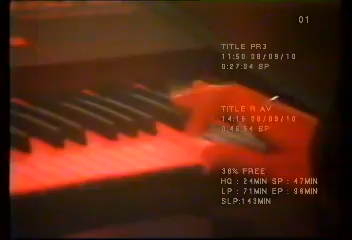 01
TITLE PR3
11:50 08/09/10
0:27:04 SP
TITLE R AV
14:15 08/09/10
0:46:54 SP
38% FREE
HQ : 24MIN SP : 47MIN
LP : 71MIN EP : 96MIN
SLP:143MIN